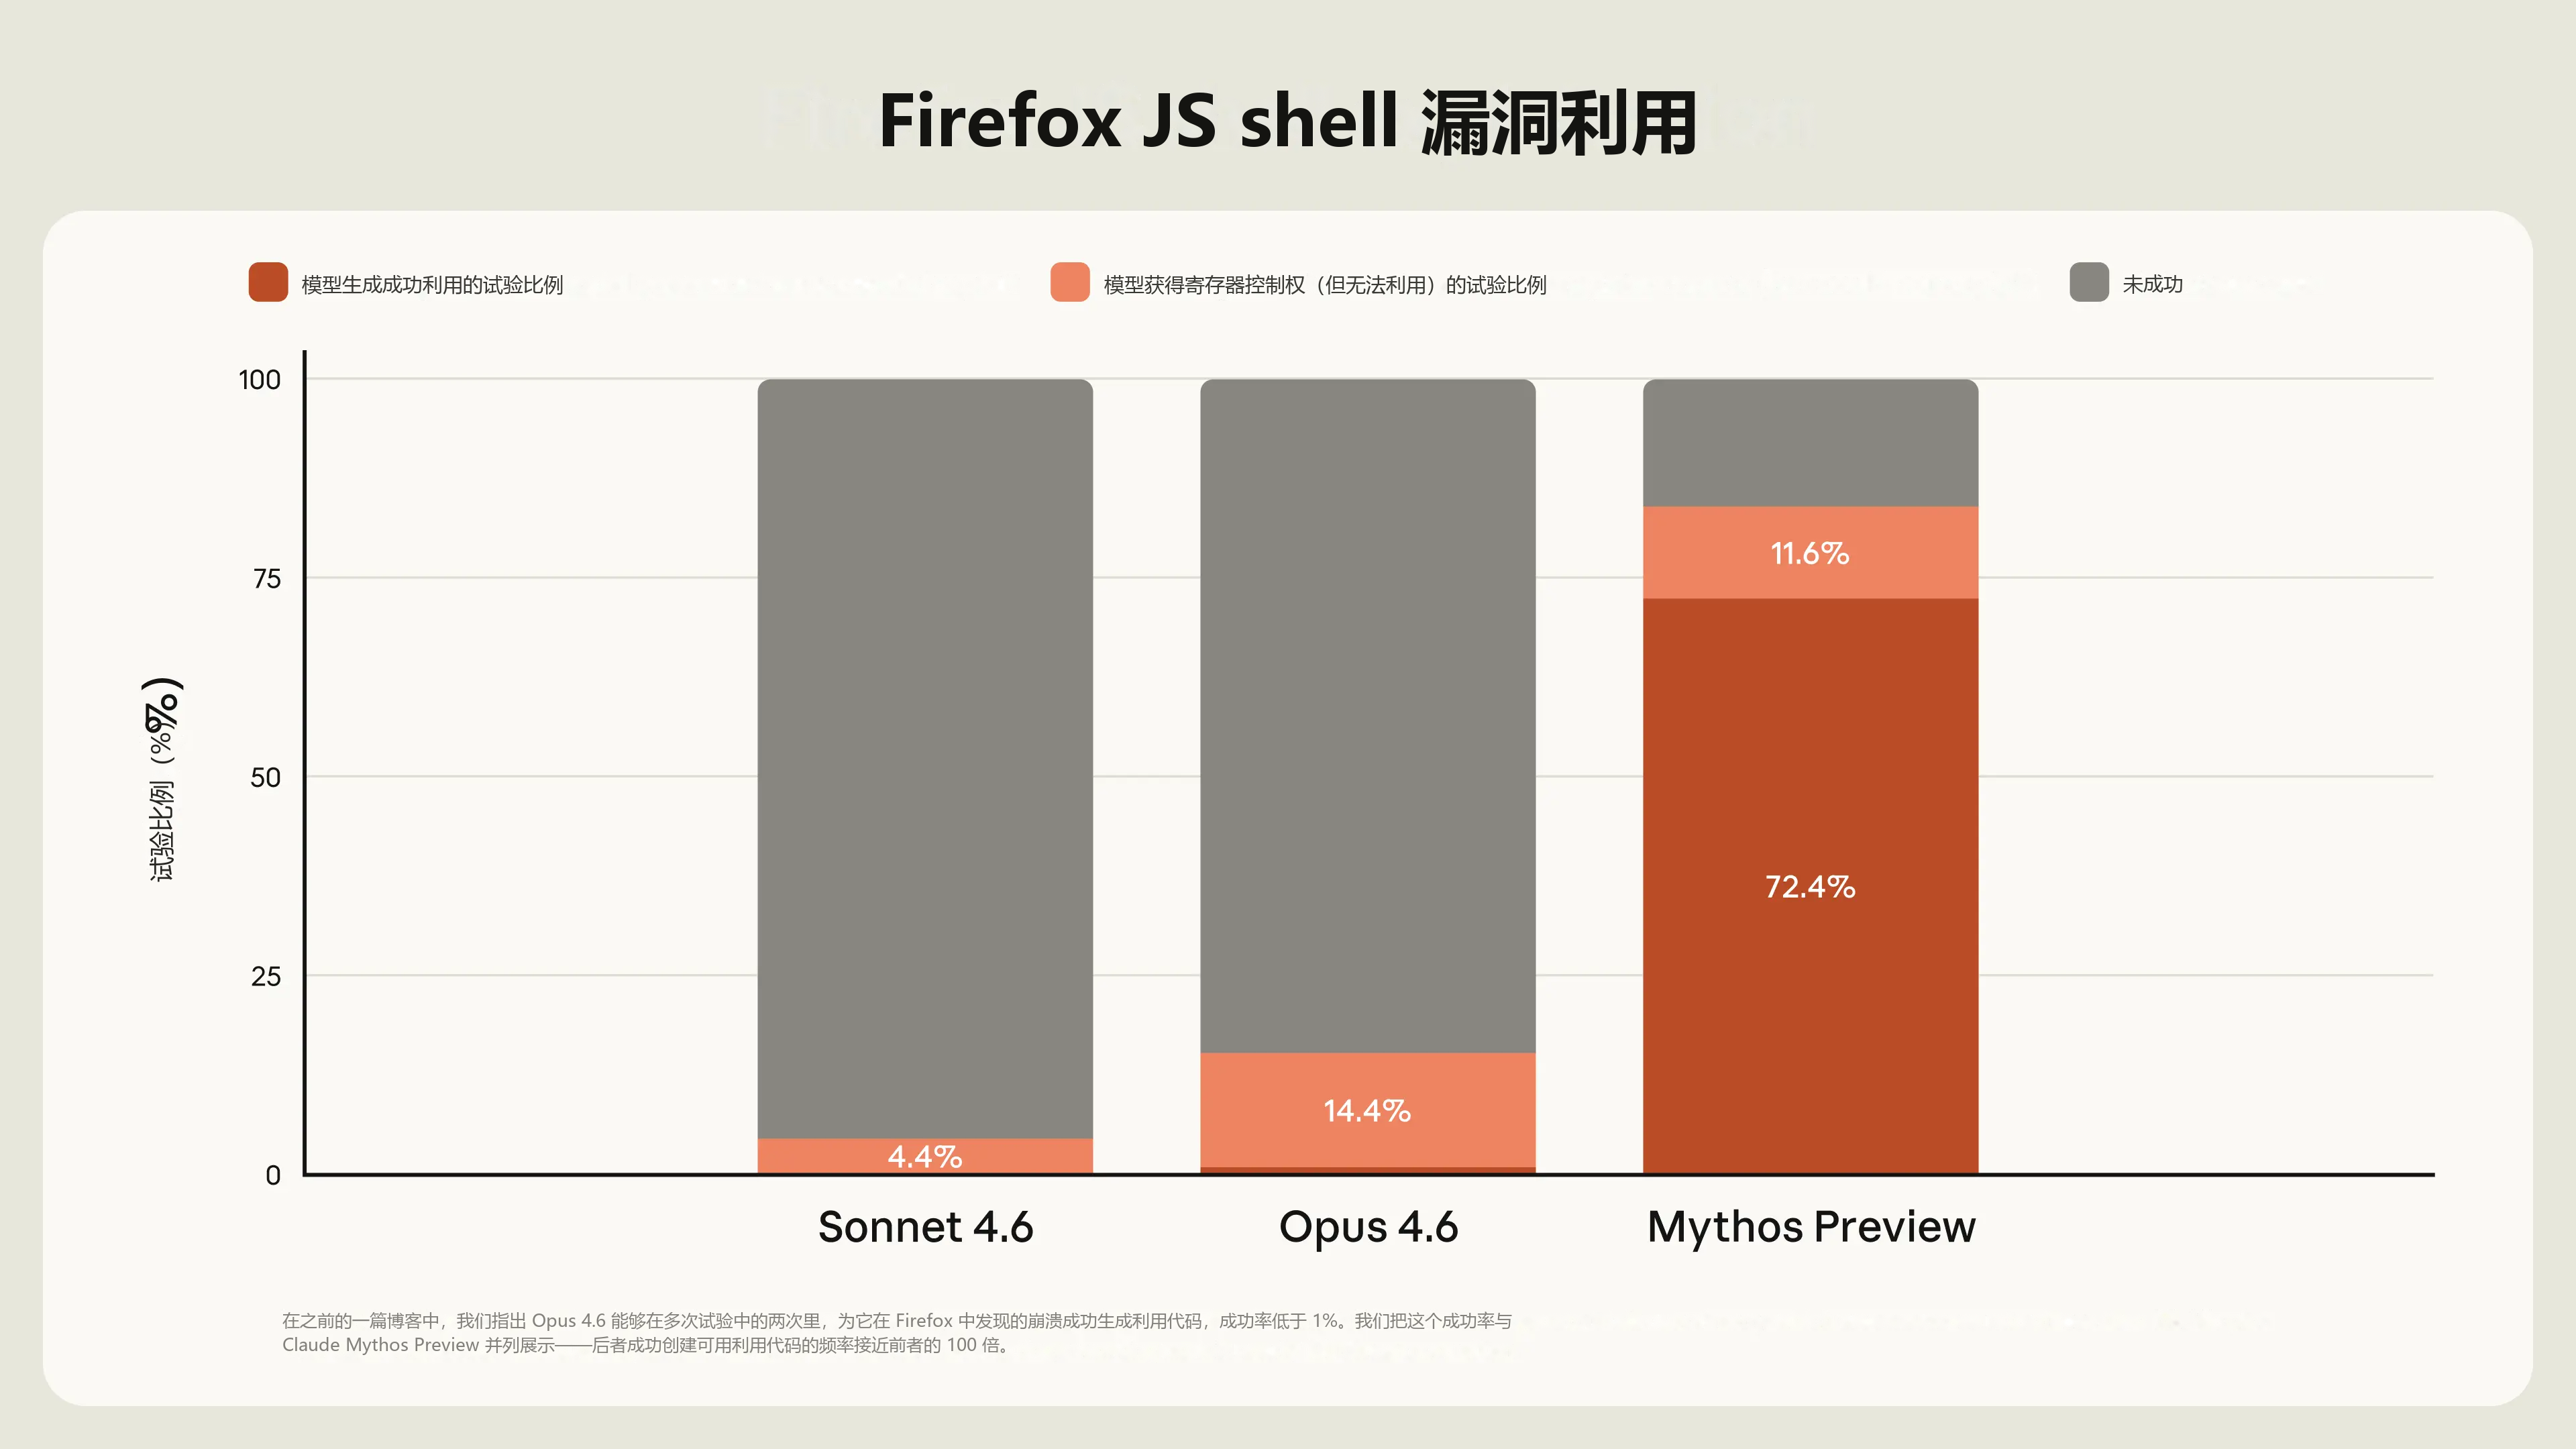 Firefox JS shell 漏洞利用
模型生成成功利用的试验比例
模型获得寄存器控制权（但无法利用）的试验比例
未成功
100
75
50
25
0
试验比例（%）
%)
11.6%
72.4%
14.4%
4.4%
Sonnet 4.6
Opus 4.6
Mythos Preview
在之前的一篇博客中，我们指出 Opus 4.6 能够在多次试验中的两次里，为它在 Firefox 中发现的崩溃成功生成利用代码，成功率低于 1%。我们把这个成功率与
Claude Mythos Preview 并列展示——后者成功创建可用利用代码的频率接近前者的 100 倍。